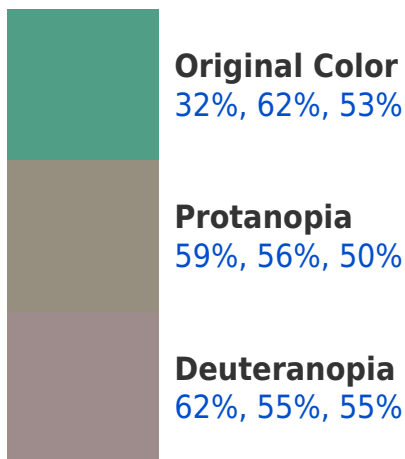 Original Color
32%, 62%, 53%
Protanopia
59%, 56%, 50%
Deuteranopia
62%, 55%, 55%